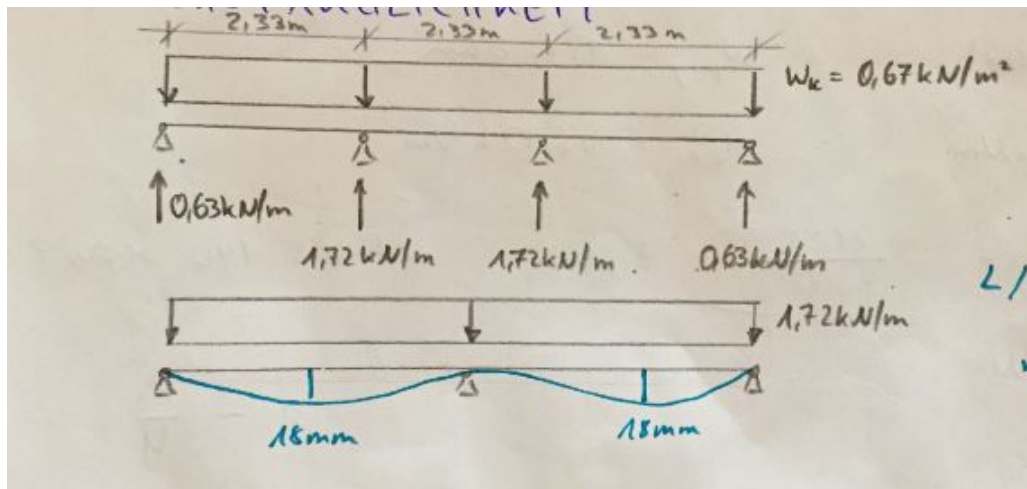 2,33m 2,33m 2,33m
Wk = 0,67kN/m²
0,63kN/m
1,72kN/m 1,72kN/m. 0,63kN/m
L/
1,72kN/m
18mm 18mm